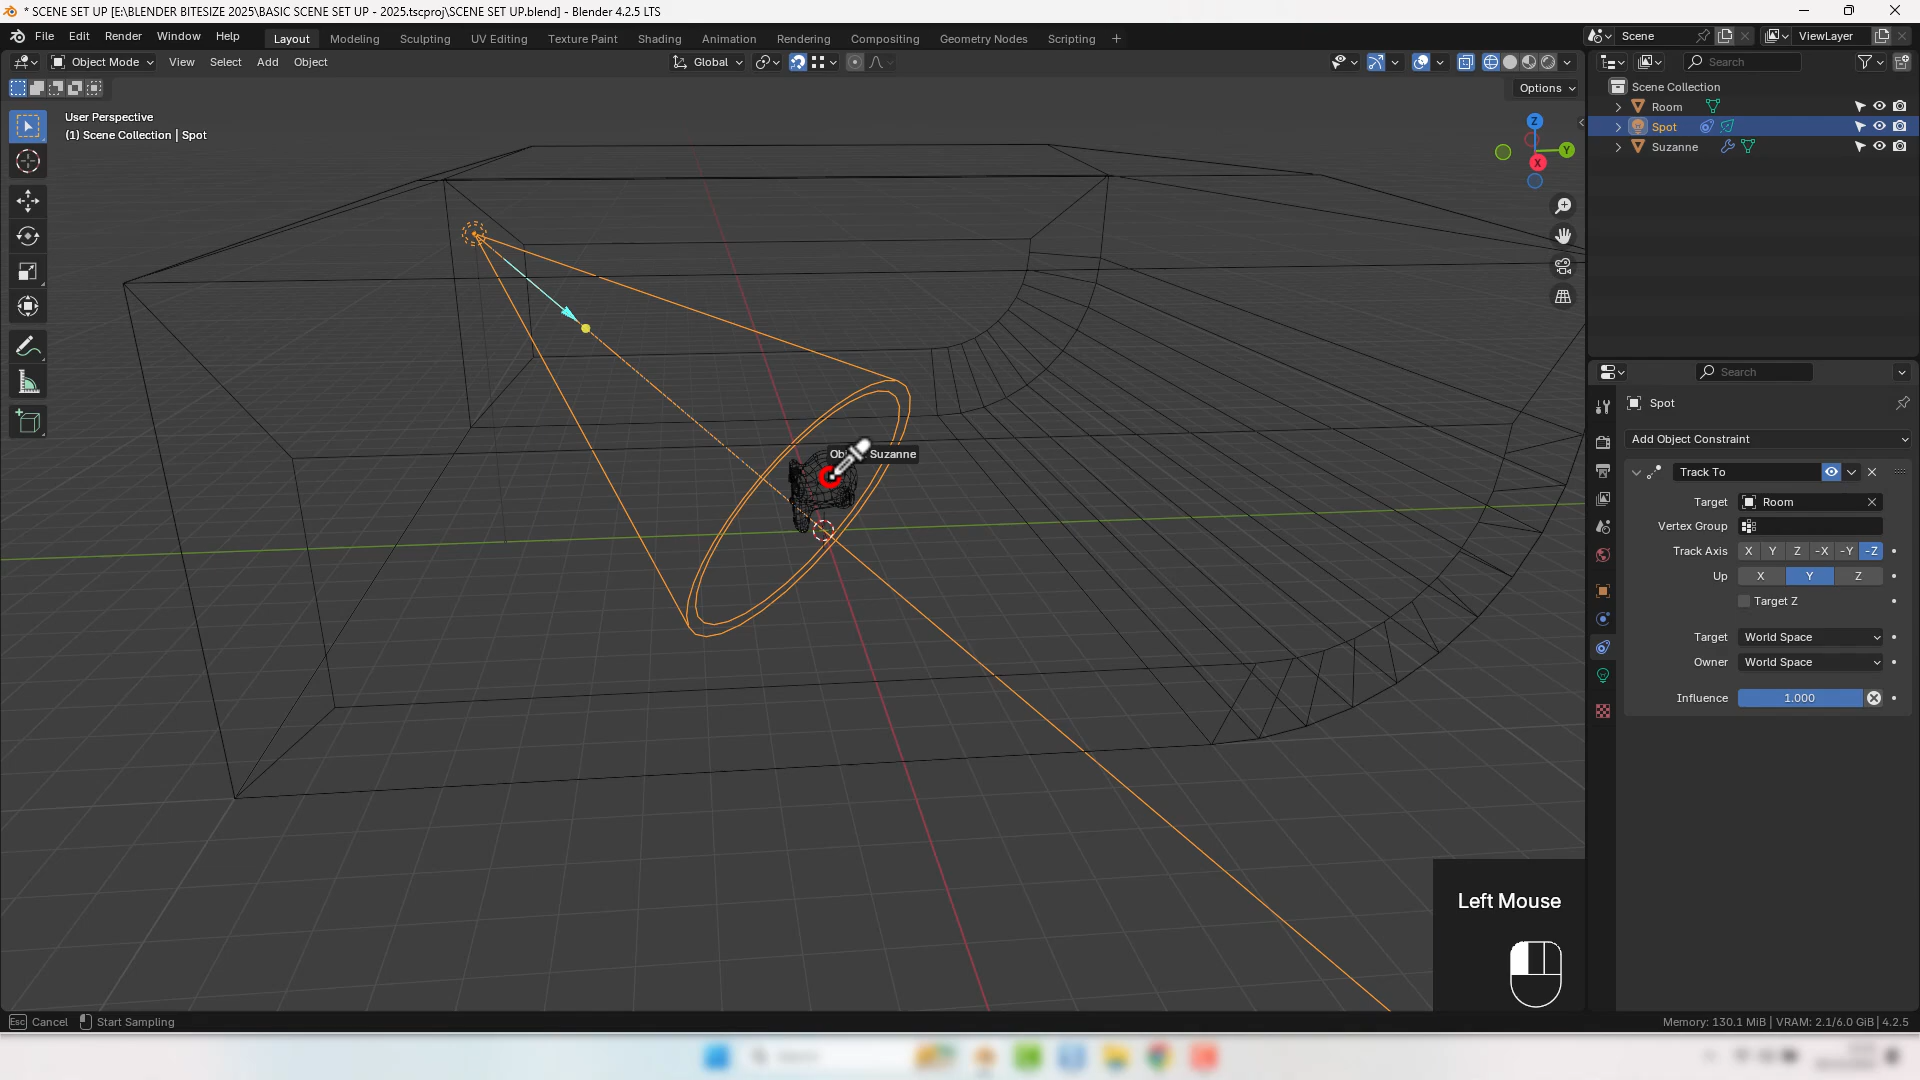 * SCENE SET UP [E:\BLENDER BITESIZE 2025\BASIC SCENE SET UP - 2025.tscproj\SCENE SET UP.blend] - Blender 4.2.5 LTS
File Edit Render Window Help
Layout Modeling Sculpting UV Editing Texture Paint Shading Animation Rendering Compositing Geometry Nodes Scripting +
Scene
ViewLayer
Object Mode View Select Add Object
Global
Search
Options
User Perspective
(1) Scene Collection | Spot
Z
Y
X
Scene Collection
Room
Spot
Suzanne
Search
Spot
Add Object Constraint
Track To
Target Room
Vertex Group
Track Axis X Y Z -X -Y -Z
Up X Y Z
Target Z
Target World Space
Owner World Space
Influence 1.000
Suzanne
Left Mouse
Esc Cancel Start Sampling
Memory: 130.1 MiB | VRAM: 2.1/6.0 GiB | 4.2.5
Search